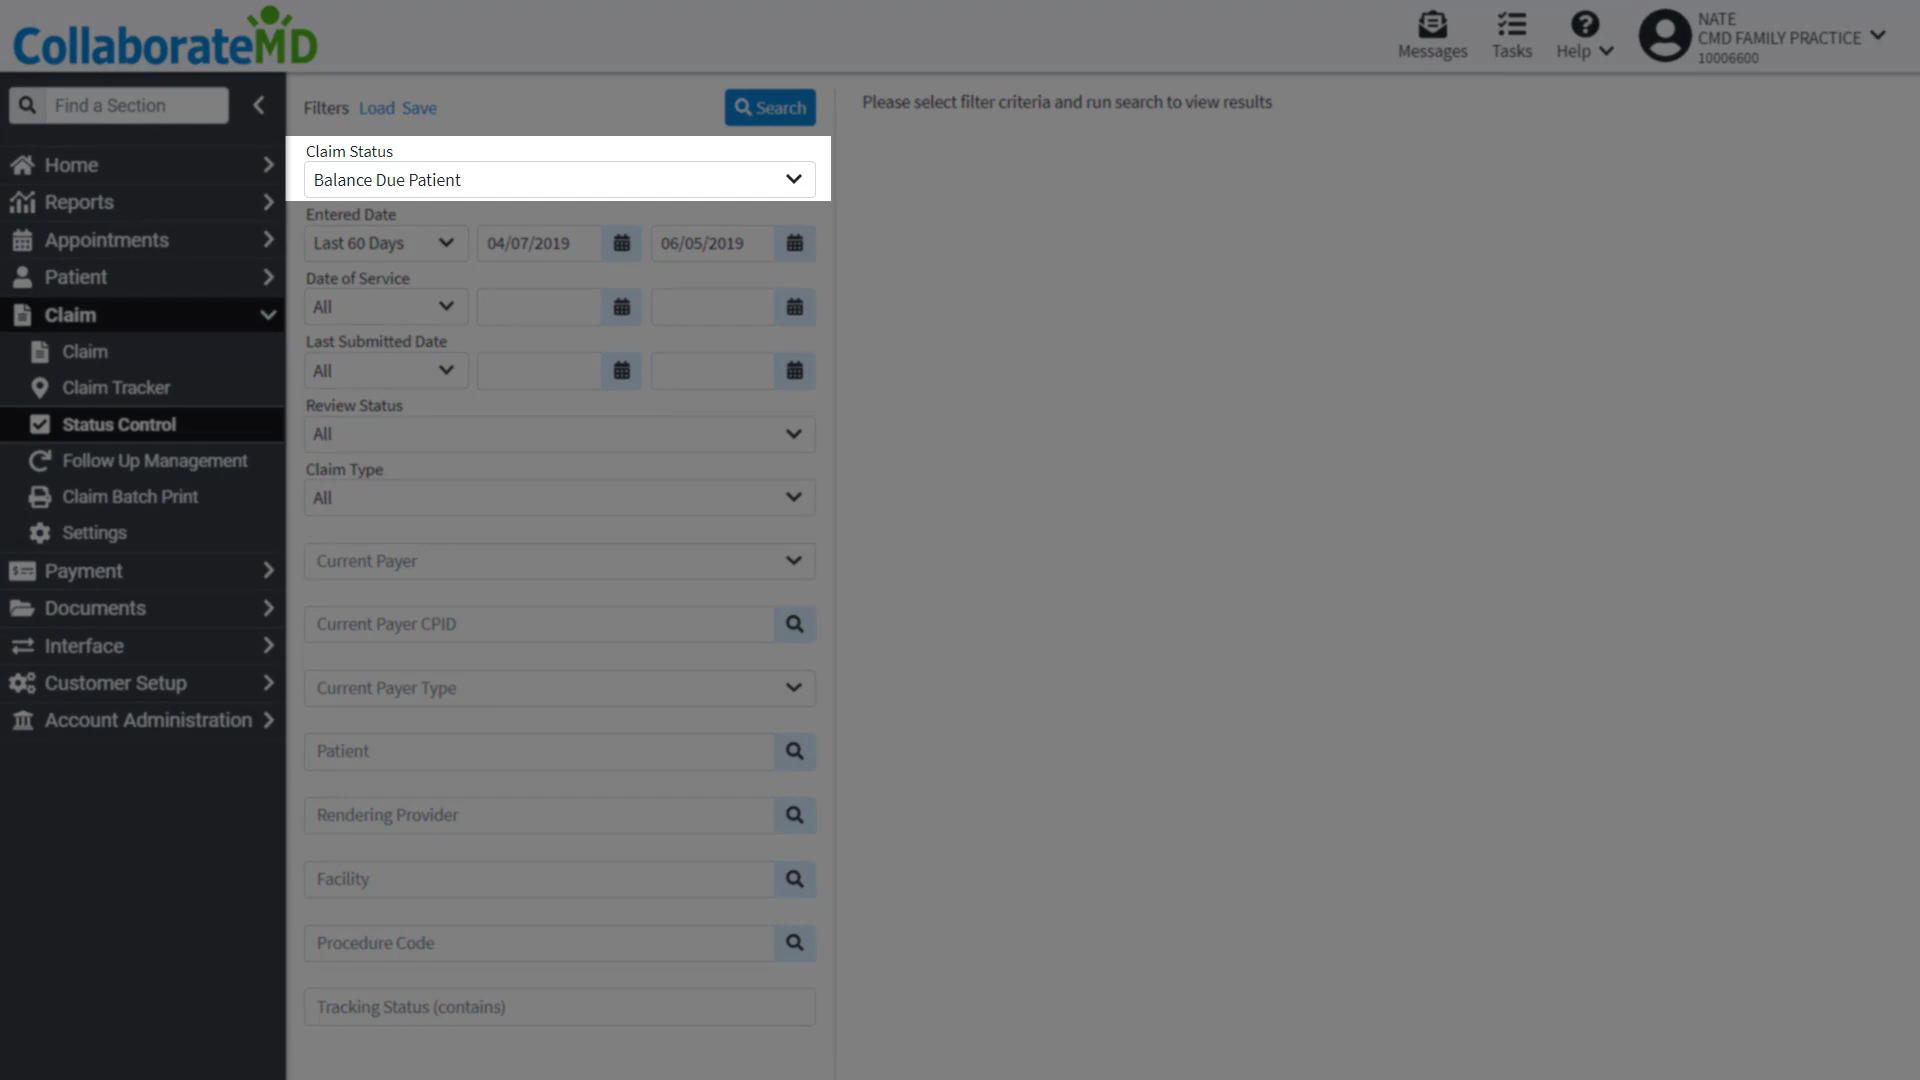 CollaborateMD
Messages
Tasks
Help
NATE
CMD FAMILY PRACTICE
10006600
Find a Section
Home
Reports
Appointments
Patient
Claim
Claim
Claim Tracker
Status Control
Follow Up Management
Claim Batch Print
Settings
Payment
Documents
Interface
Customer Setup
Account Administration
Filters Load Save
Search
Claim Status
Balance Due Patient
Entered Date
Last 60 Days 04/07/2019 06/05/2019
Date of Service
All
Last Submitted Date
All
Review Status
All
Claim Type
All
Current Payer
Current Payer CPID
Current Payer Type
Patient
Rendering Provider
Facility
Procedure Code
Tracking Status (contains)
Please select filter criteria and run search to view results